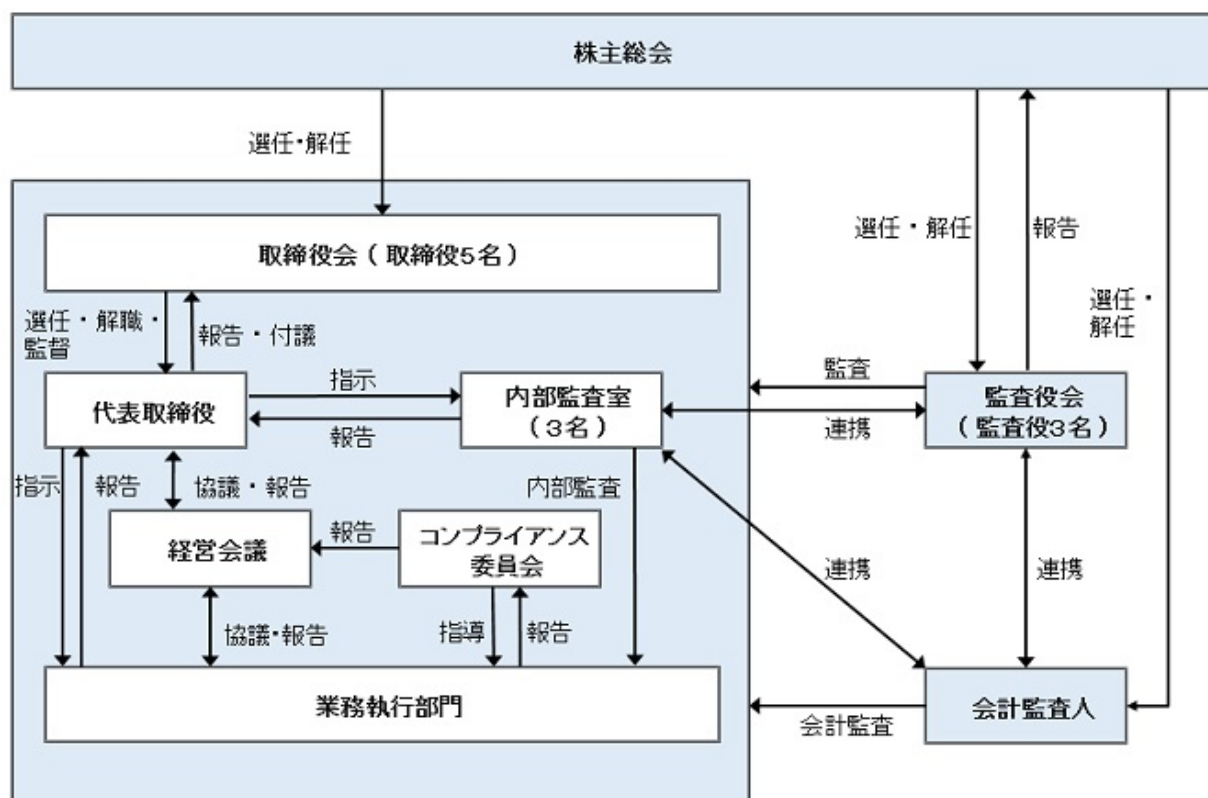 株主総会
選任・解任
選任・解任
報告
選任・
解任
取締役会(取締役5名)
選任・解職・
監督
報告・付議
代表取締役
指示
報告
内部監査室
(3名)
監査
連携
監査役会
(監査役3名)
指示
報告
協議・報告
内部監査
経営会議
報告
コンプライアンス
委員会
連携
連携
協議・報告
指導
報告
業務執行部門
会計監査
会計監査人